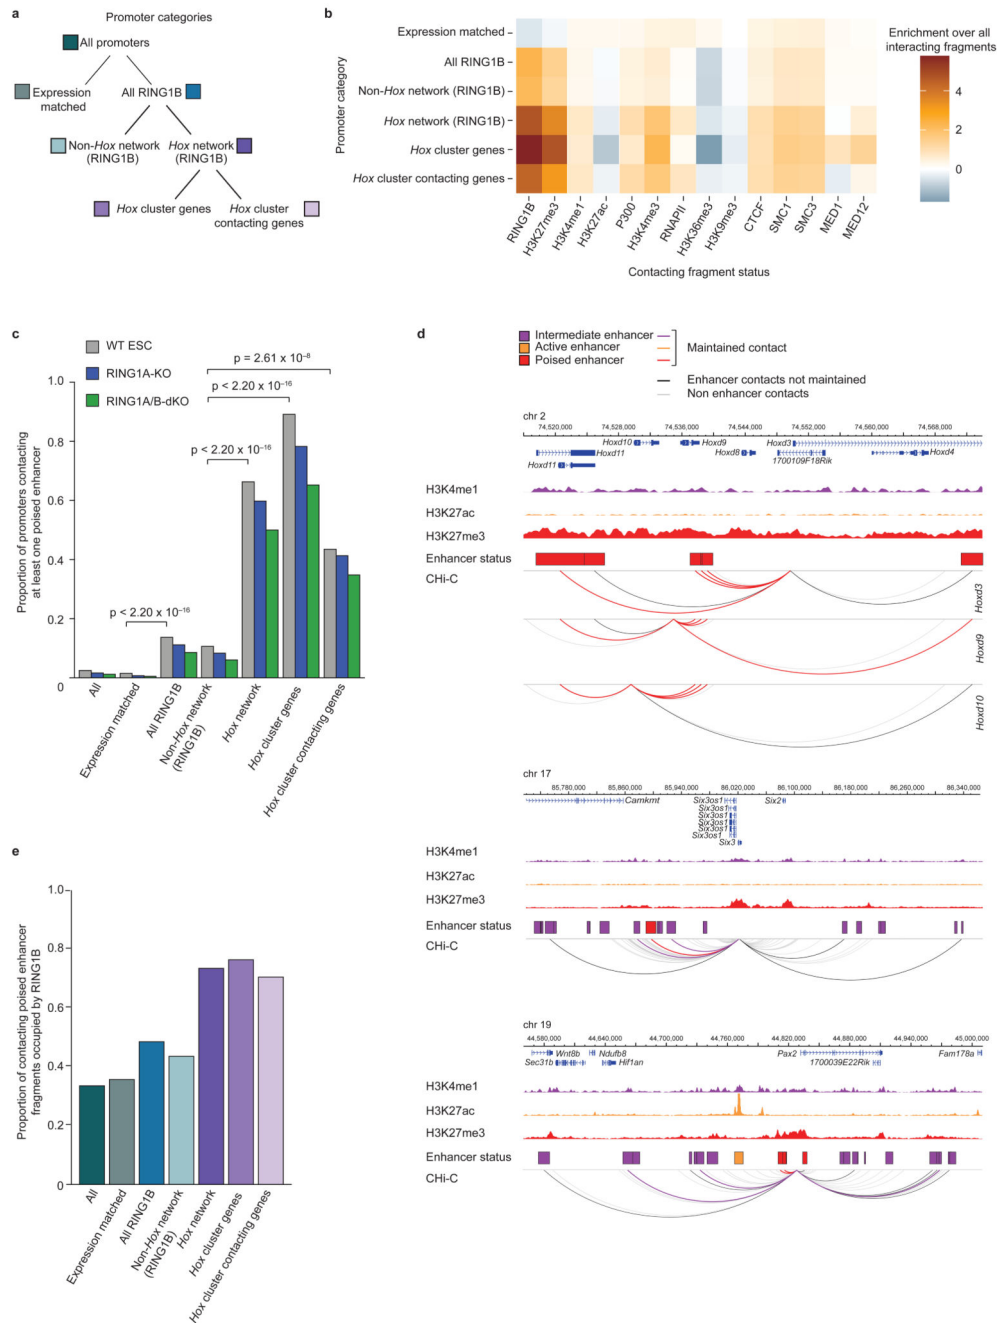 a
Promoter categories
All promoters
Expression
matched
All RING1B
Non-Hox network
(RING1B)
Hox network
(RING1B)
Hox cluster genes
Hox cluster
contacting genes
b
Promoter category
Expression matched
All RING1B
Non-Hox network (RING1B)
Hox network (RING1B)
Hox cluster genes
Hox cluster contacting genes
RING1B
H3K27me3
H3K4me1
H3K27ac
P300
H3K4me3
RNAPII
H3K36me3
H3K9me3
CTCF
SMC1
SMC3
MED1
MED12
Contacting fragment status
Enrichment over all
interacting fragments
4
2
0
c
WT ESC
RING1A-KO
RING1A/B-dKO
p = 2.61 x 10–8
p < 2.20 x 10–16
p < 2.20 x 10–16
p < 2.20 x 10–16
Proportion of promoters contacting
at least one poised enhancer
1.0
0.8
0.6
0.4
0.2
0
All
Expression matched
All RING1B
Non-Hox network
(RING1B)
Hox network
Hox cluster genes
Hox cluster contacting genes
d
Intermediate enhancer
Active enhancer
Poised enhancer
Maintained contact
Enhancer contacts not maintained
Non enhancer contacts
chr 2
74,520,000 74,528,000 74,536,000 74,544,000 74,552,000 74,560,000 74,568,000
Hoxd10 Hoxd9 Hoxd3
Hoxd11 Hoxd8 Hoxd4
Hoxd11 1700109F18Rik
H3K4me1
H3K27ac
H3K27me3
Enhancer status
CHi-C
Hoxd3
Hoxd9
Hoxd10
chr 17
85,780,000 85,860,000 85,940,000 86,020,000 86,100,000 86,180,000 86,260,000 86,340,000
Camkmt Six3os1 Six2
Six3os1
Six3os1
Six3os1
Six3os1
Six3
H3K4me1
H3K27ac
H3K27me3
Enhancer status
CHi-C
chr 19
44,580,000 44,640,000 44,700,000 44,760,000 44,820,000 44,880,000 44,940,000 45,000,000
Wnt8b Ndufb8 Pax2 Fam178a
Sec31b Hif1an 1700039E22Rik
H3K4me1
H3K27ac
H3K27me3
Enhancer status
CHi-C
e
Proportion of contacting poised enhancer
fragments occupied by RING1B
1.0
0.8
0.6
0.4
0.2
0
All
Expression matched
All RING1B
Non-Hox network
(RING1B)
Hox network
Hox cluster genes
Hox cluster contacting genes